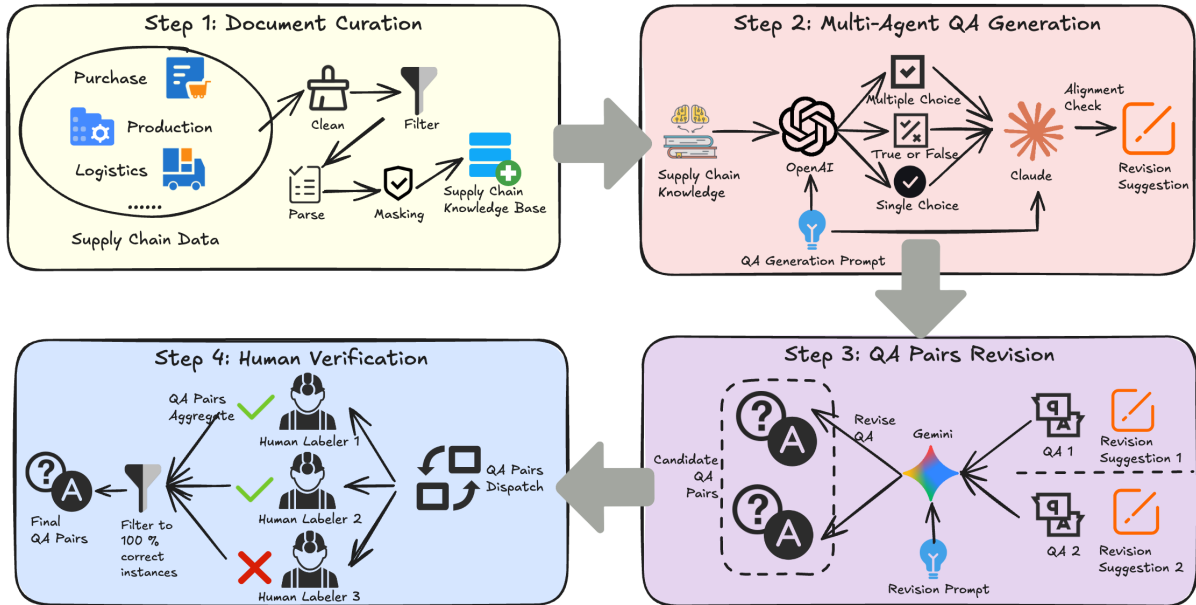 Step 1: Document Curation
Purchase
Production
Logistics
......
Supply Chain Data
Clean
Filter
Parse
Masking
Supply Chain
Knowledge Base
Step 2: Multi-Agent QA Generation
Supply Chain
Knowledge
OpenAI
Multiple Choice
True or False
Single Choice
QA Generation Prompt
Claude
Alignment
Check
Revision
Suggestion
Step 3: QA Pairs Revision
QA 1
Revision
Suggestion 1
QA 2
Revision
Suggestion 2
Gemini
Revision Prompt
Revise
QA
Candidate
QA
Pairs
?
A
?
A
Step 4: Human Verification
QA Pairs
Dispatch
Human Labeler 1
Human Labeler 2
Human Labeler 3
QA Pairs
Aggregate
Filter to
100 %
correct
instances
?
A
Final
QA Pairs